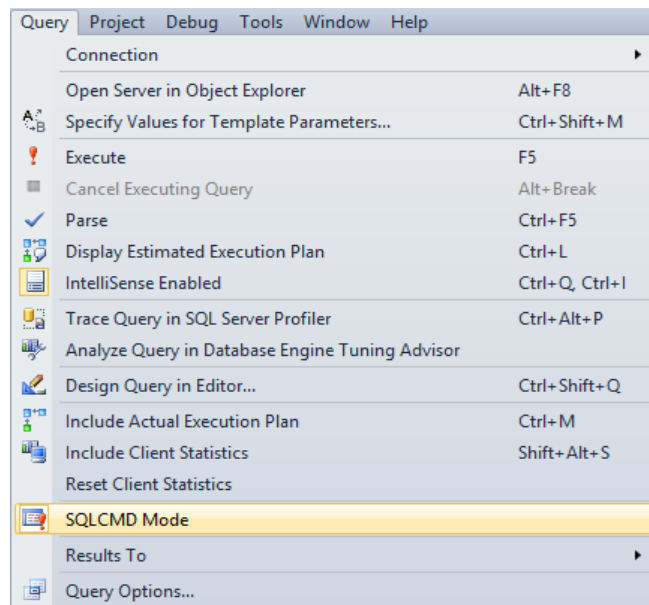 Query Project Debug Tools Window Help
Connection
Open Server in Object Explorer Alt+F8
Specify Values for Template Parameters... Ctrl+Shift+M
Execute F5
Cancel Executing Query Alt+Break
Parse Ctrl+F5
Display Estimated Execution Plan Ctrl+L
IntelliSense Enabled Ctrl+Q, Ctrl+I
Trace Query in SQL Server Profiler Ctrl+Alt+P
Analyze Query in Database Engine Tuning Advisor
Design Query in Editor... Ctrl+Shift+Q
Include Actual Execution Plan Ctrl+M
Include Client Statistics Shift+Alt+S
Reset Client Statistics
SQLCMD Mode
Results To
Query Options...